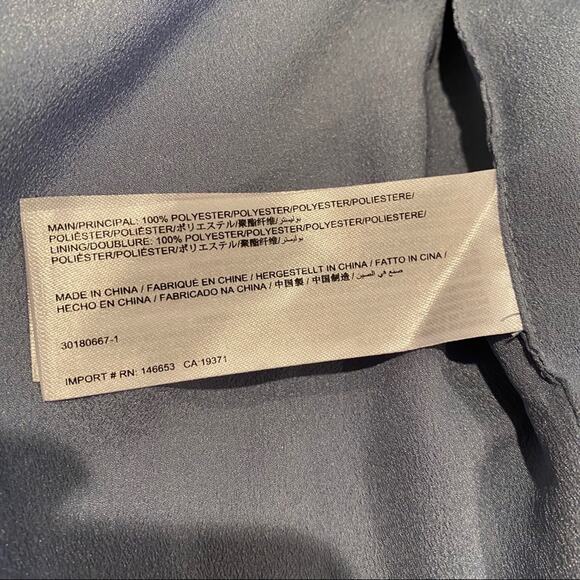 MAIN/PRINCIPAL: 100% POLYESTER/POLYESTER/POLYESTER/POLIESTERE/
POLIÉSTER/POLIÉSTER/ポリエステル/聚酯纤维/بوليستر/
LINING/DOUBLURE: 100% POLYESTER/POLYESTER/POLYESTER/POLIESTERE/
POLIÉSTER/POLIÉSTER/ポリエステル/聚酯纤维/بوليستر
MADE IN CHINA / FABRIQUÉ EN CHINE / HERGESTELLT IN CHINA / FATTO IN CINA /
HECHO EN CHINA / FABRICADO NA CHINA / 中国製 / 中国制造 / صنع في الصين
30180667-1
IMPORT # RN: 146653 CA:19371